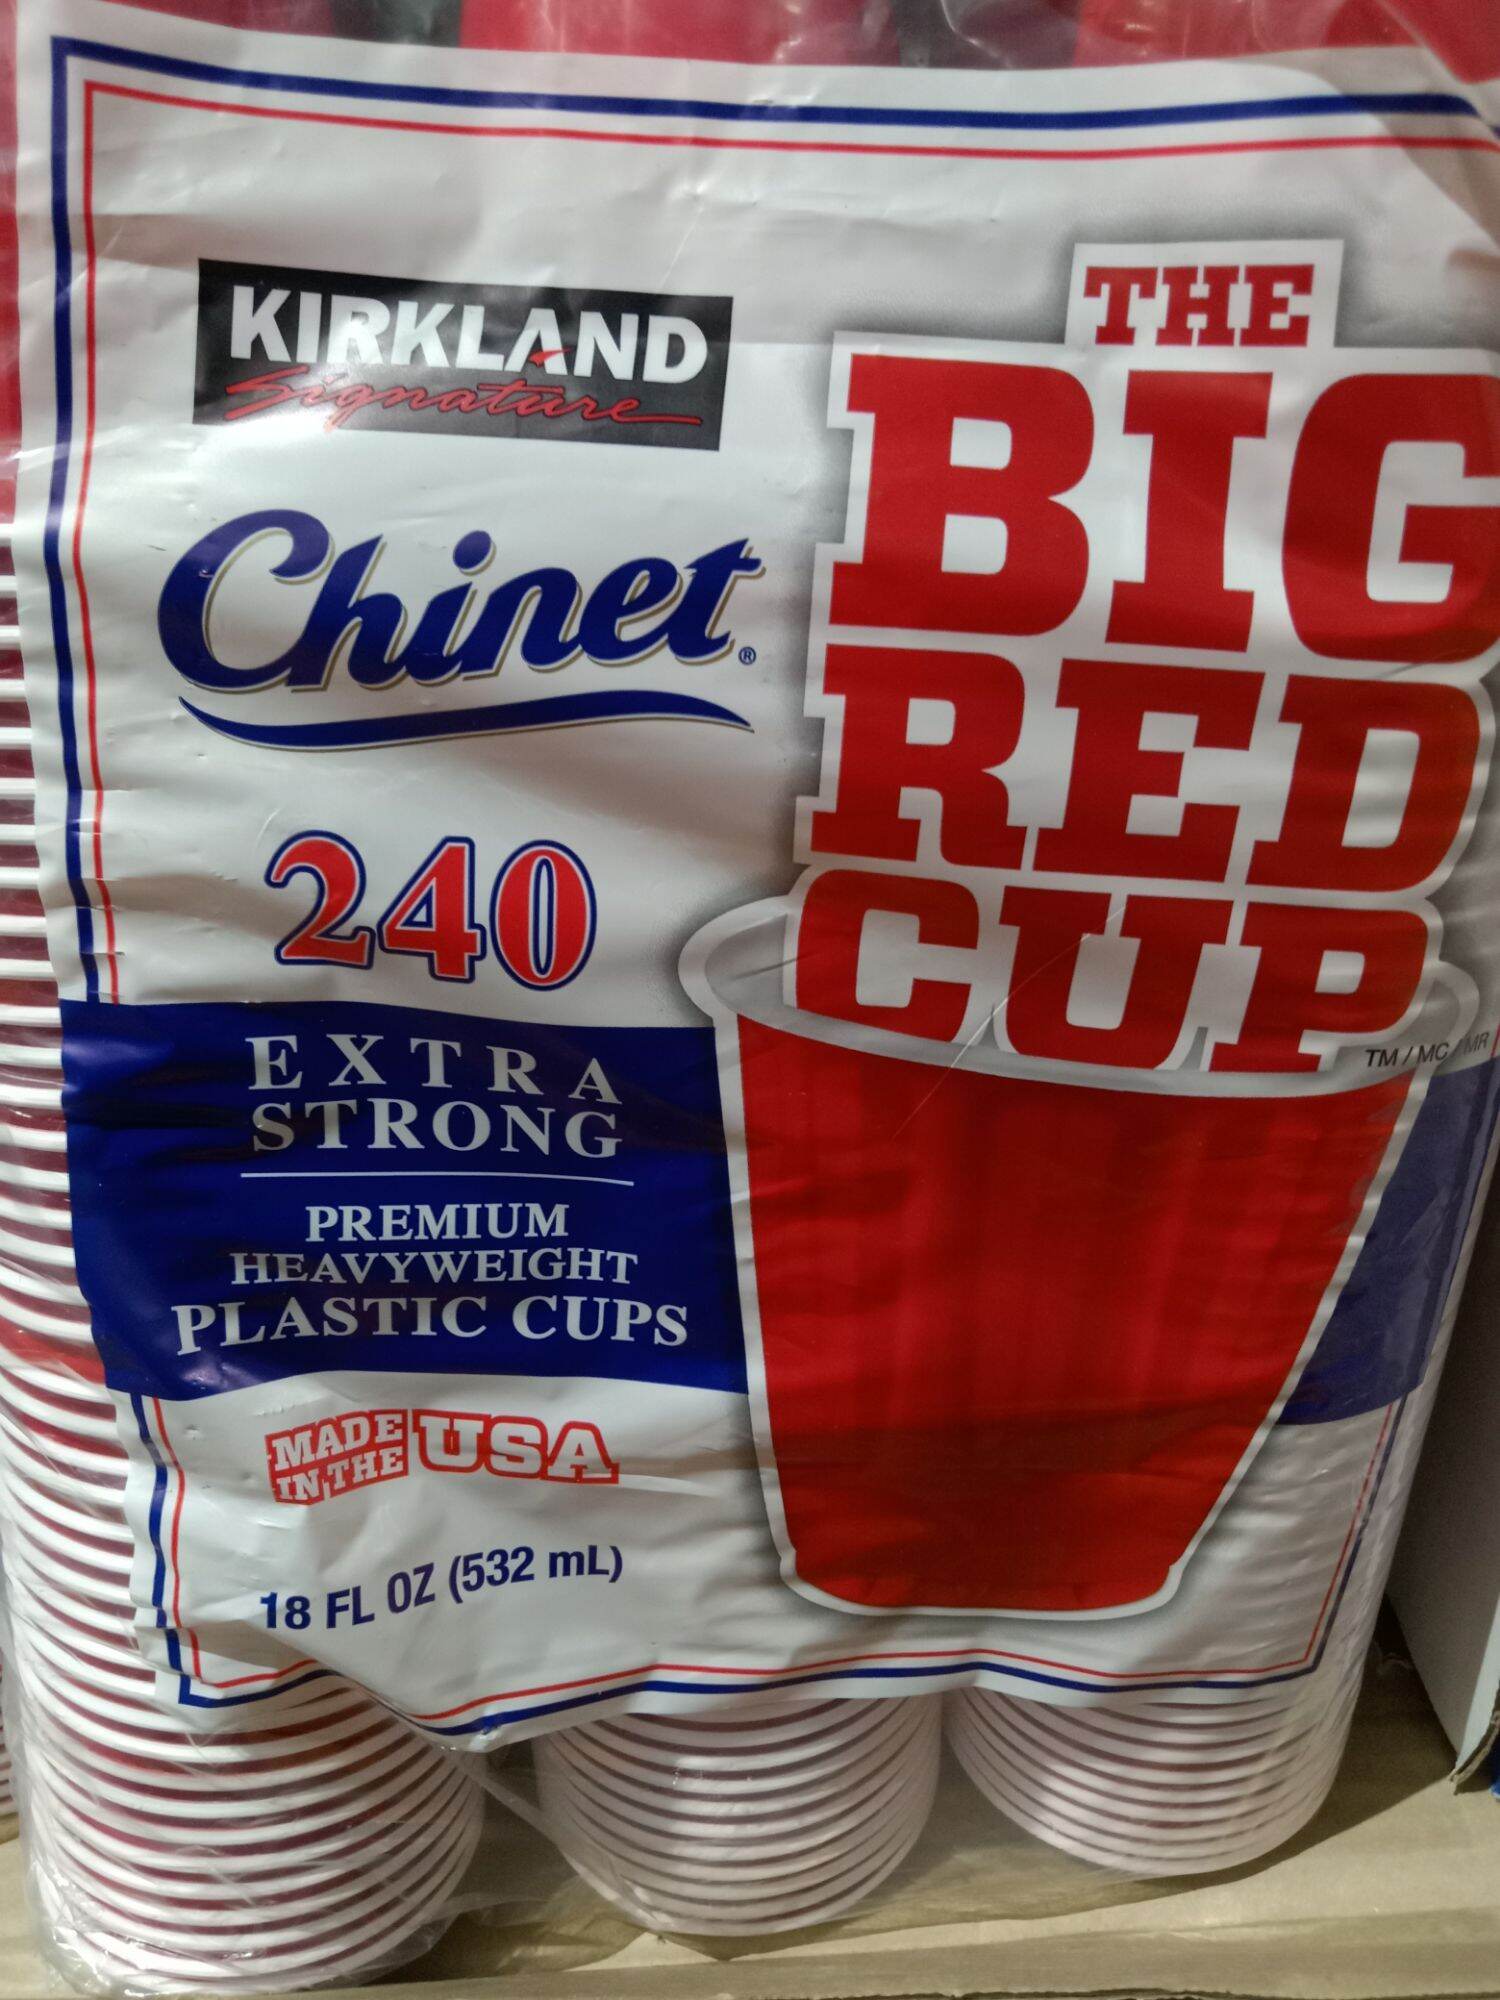 KIRKLAND
Signature
Chinet®
240
EXTRA
STRONG
PREMIUM
HEAVYWEIGHT
PLASTIC CUPS
MADE
IN THE
USA
18 FL OZ (532 mL)
THE
BIG
RED
CUP
TM / MC / MR